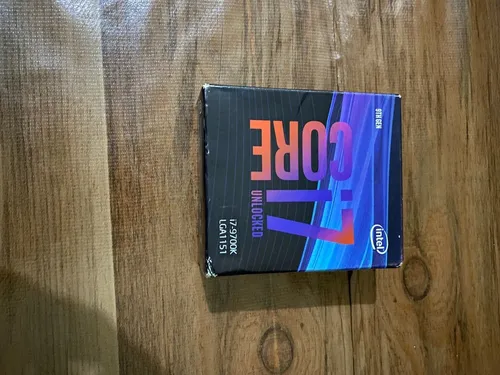 9TH GEN
intel
CORE
i7
UNLOCKED
i7-9700K
LGA1151